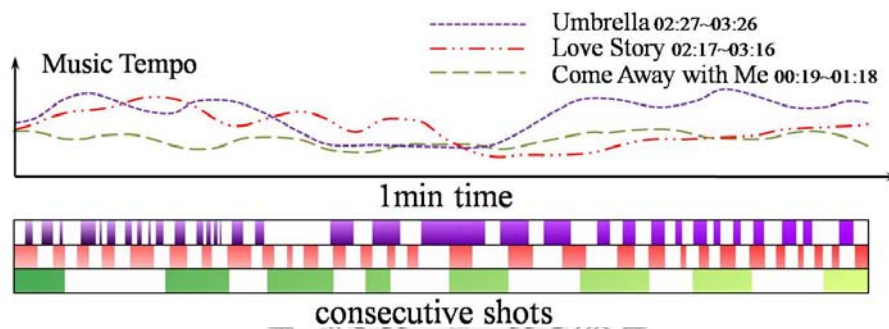 Umbrella 02:27~03:26
Love Story 02:17~03:16
Come Away with Me 00:19~01:18
Music Tempo
1min time
consecutive shots